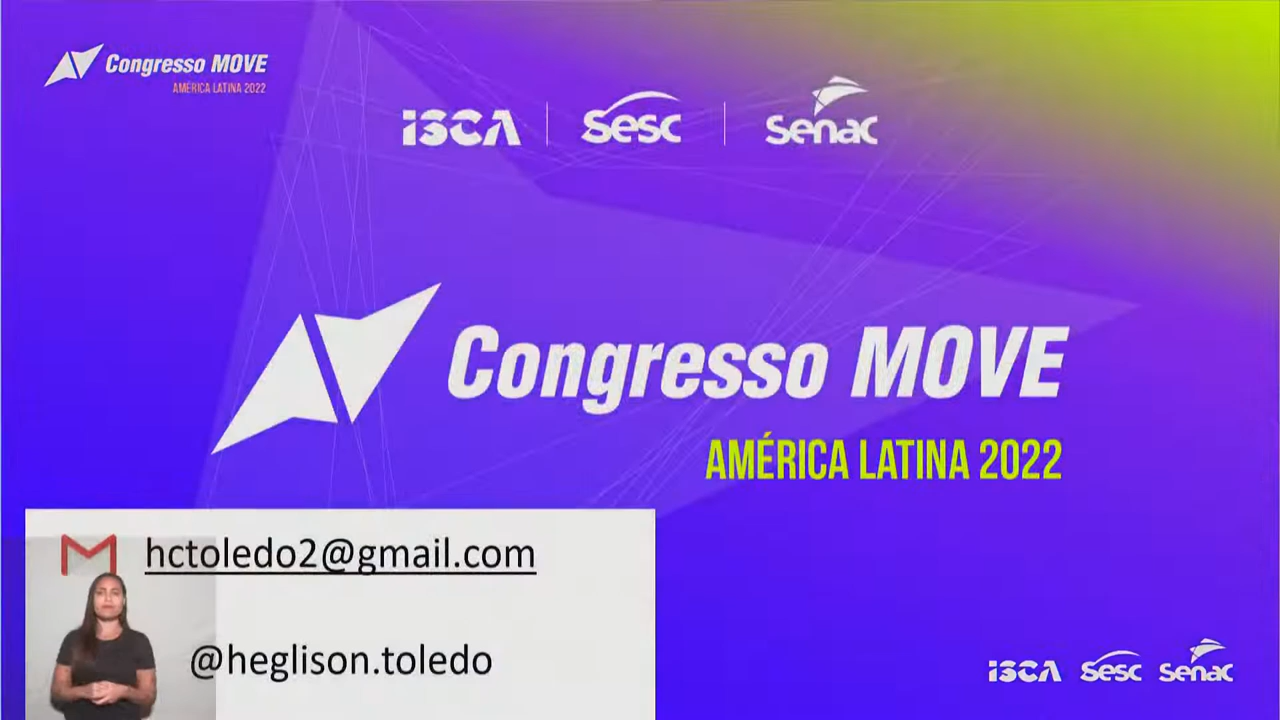 Congresso MOVE
AMÉRICA LATINA 2022
ISCA
Sesc
Senac
Congresso MOVE
AMÉRICA LATINA 2022
hctoledo2@gmail.com
@heglison.toledo
ISCA
Sesc
Senac